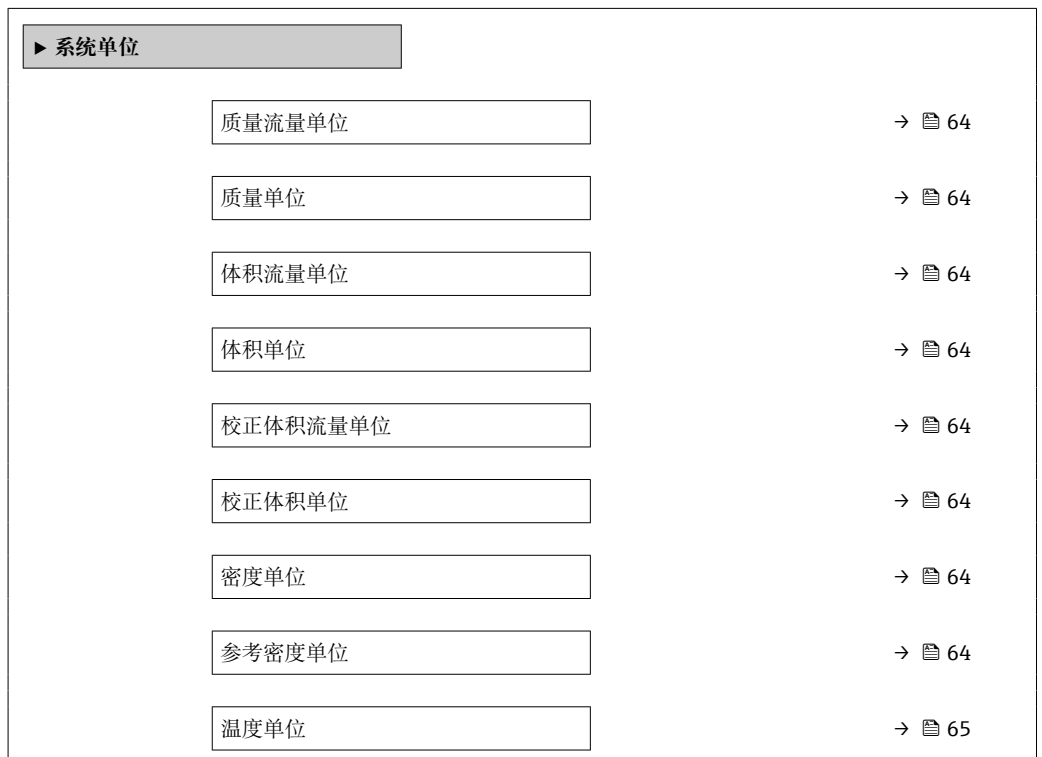 ▶ 系统单位
质量流量单位 → 64
质量单位 → 64
体积流量单位 → 64
体积单位 → 64
校正体积流量单位 → 64
校正体积单位 → 64
密度单位 → 64
参考密度单位 → 64
温度单位 → 65